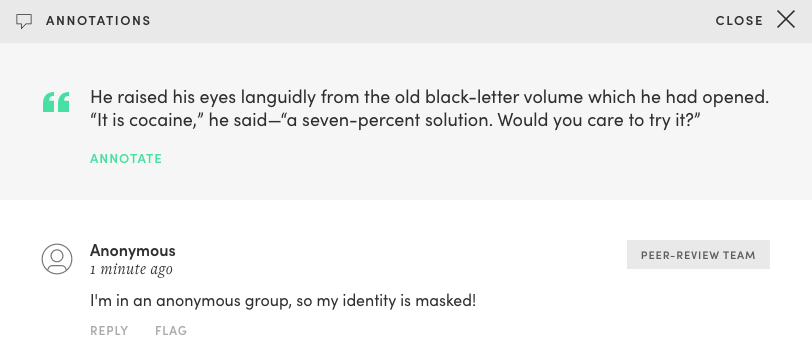 ANNOTATIONS
CLOSE
He raised his eyes languidly from the old black-letter volume which he had opened.
“It is cocaine,” he said—“a seven-percent solution. Would you care to try it?”
ANNOTATE
Anonymous
PEER-REVIEW TEAM
1 minute ago
I'm in an anonymous group, so my identity is masked!
REPLY FLAG